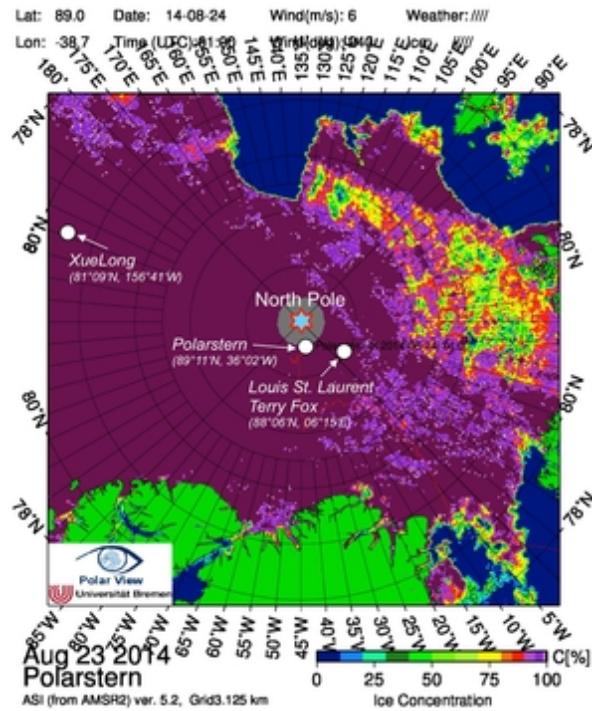 Lat: 89.0 Date: 14-08-24 Wind(m/s): 6 Weather: ////
Lon: -38.7 Time (UTC):
180° 175°E 170°E 165°E 160°E 155°E 150°E 145°E 140°E 135°E 130°E 125°E 120°E 115°E 110°E 105°E 100°E 95°E 90°E
78°N 78°N
80°N 80°N
XueLong
(81°09'N, 156°41'W)
North Pole
Polarstern
(89°11'N, 36°02'W)
Louis St. Laurent
Terry Fox
(88°06'N, 06°15'E)
80°N 80°N
78°N 78°N
Polar View
Universität Bremen
85°W 80°W 75°W 70°W 65°W 60°W 55°W 50°W 45°W 40°W 35°W 30°W 25°W 20°W 15°W 10°W 5°W
Aug 23 2014
Polarstern
C[%]
0 25 50 75 100
ASI (from AMSR2) ver. 5.2, Grid3.125 km
Ice Concentration